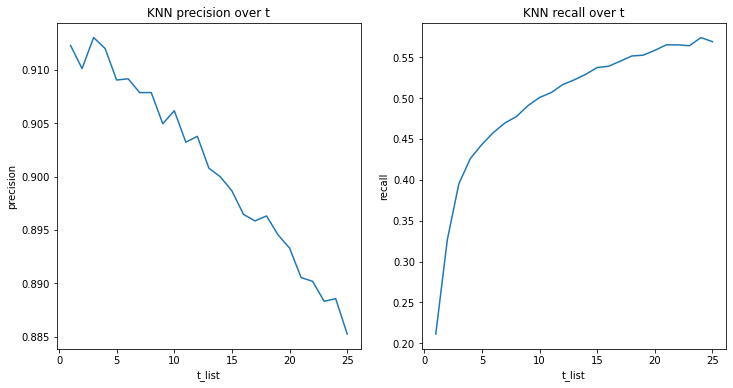 KNN precision over t
precision
0.910
0.905
0.900
0.895
0.890
0.885
0 5 10 15 20 25
t_list
KNN recall over t
recall
0.55
0.50
0.45
0.40
0.35
0.30
0.25
0.20
0 5 10 15 20 25
t_list